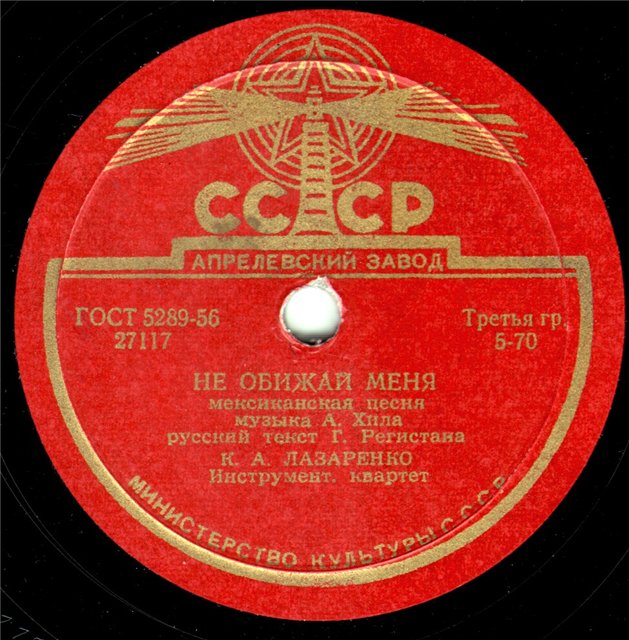 СССР
АПРЕЛЕВСКИЙ ЗАВОД
ГОСТ 5289-56
27117
Третья гр.
5-70
НЕ ОБИЖАЙ МЕНЯ
мексиканская песня
музыка А. Хила
русский текст Г. Регистана
К. А. ЛАЗАРЕНКО
Инструмент. квартет
МИНИСТЕРСТВО КУЛЬТУРЫ СССР